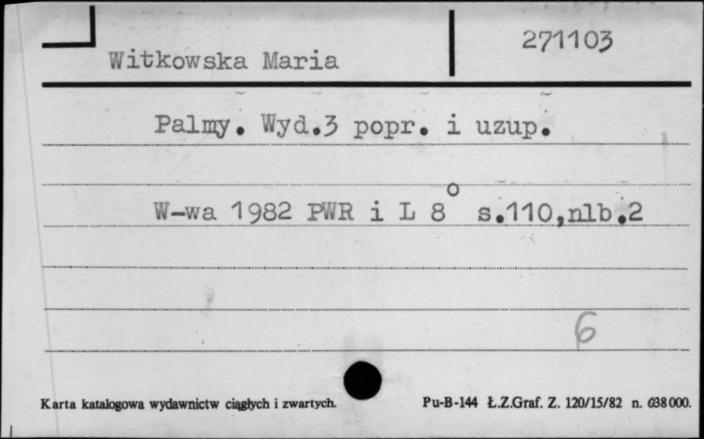 271103
Witkowska Maria
Palmy. Wyd.3 popr. i uzup.
W-wa 1982 PWR i L 8° s.110,nlb.2
6
Karta katalogowa wydawnictw ciągłych i zwartych.
Pu-B-144 Ł.Z.Graf. Z. 120/15/82 n. 638000.